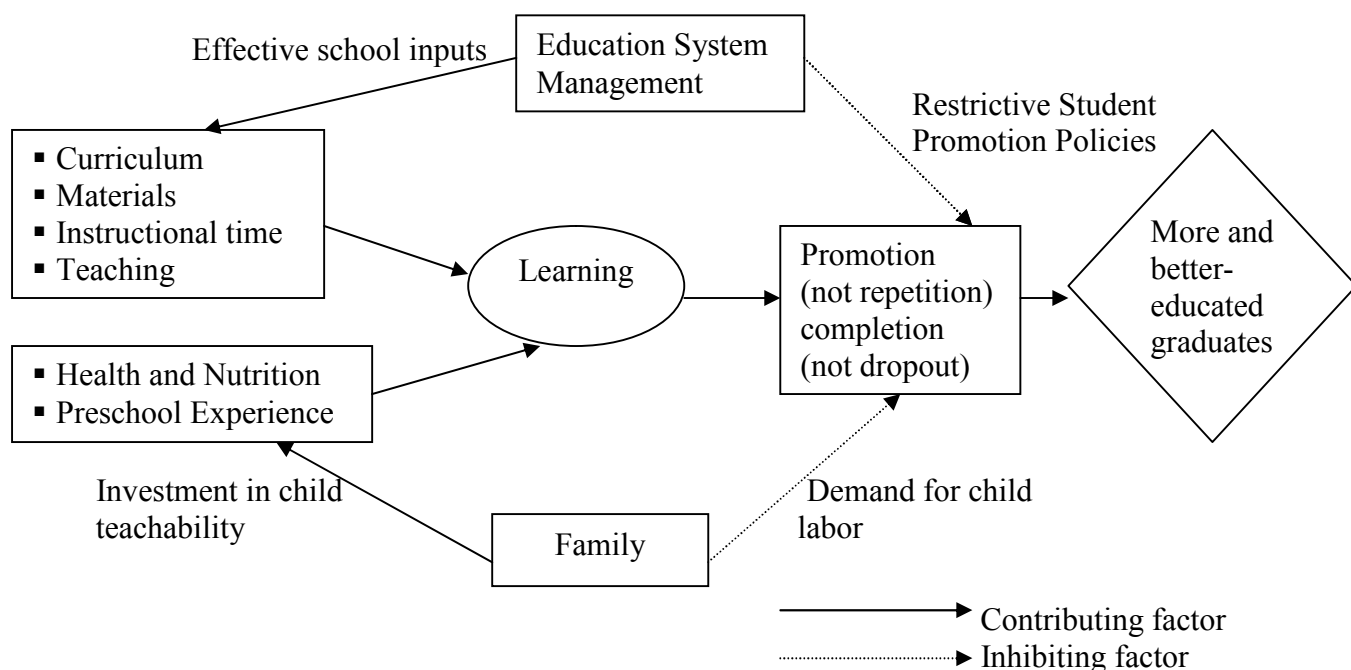 Effective school inputs
Education System
Management
Restrictive Student
Promotion Policies
▪ Curriculum
▪ Materials
▪ Instructional time
▪ Teaching
Learning
Promotion
(not repetition)
completion
(not dropout)
More and
better-
educated
graduates
▪ Health and Nutrition
▪ Preschool Experience
Investment in child
teachability
Family
Demand for child
labor
Contributing factor
Inhibiting factor